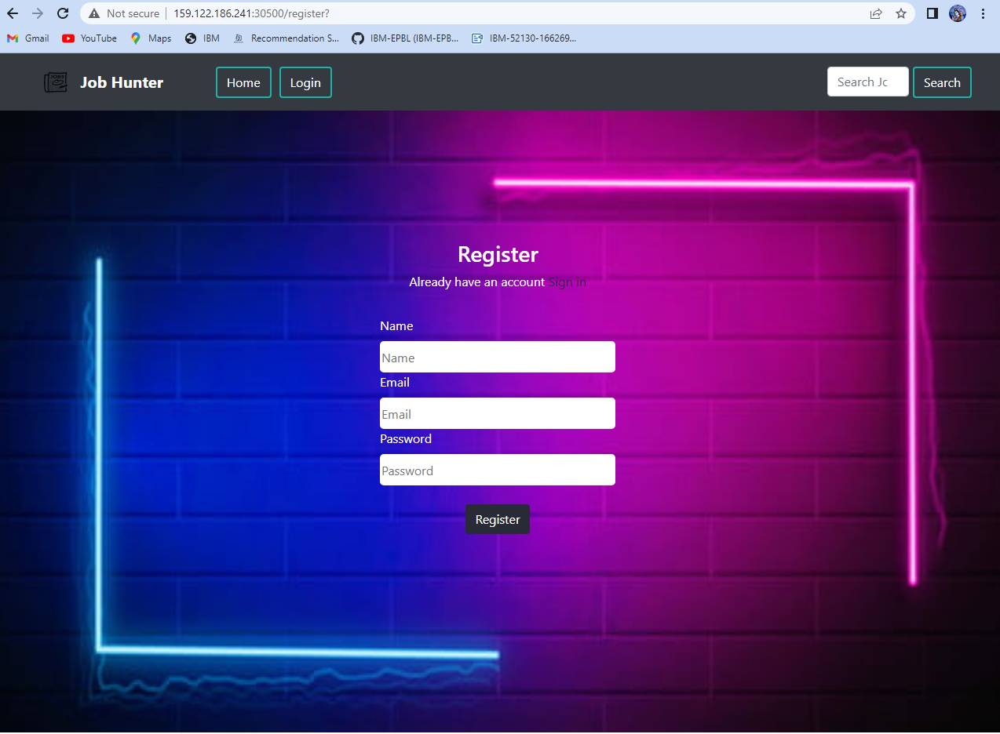 Not secure 159.122.186.241:30500/register?
Gmail YouTube Maps IBM Recommendation S... IBM-EPBL (IBM-EPB... IBM-52130-166269...
JOBS Job Hunter Home Login Search Jo Search
Register
Already have an account Sign in
Name
Name
Email
Email
Password
Password
Register